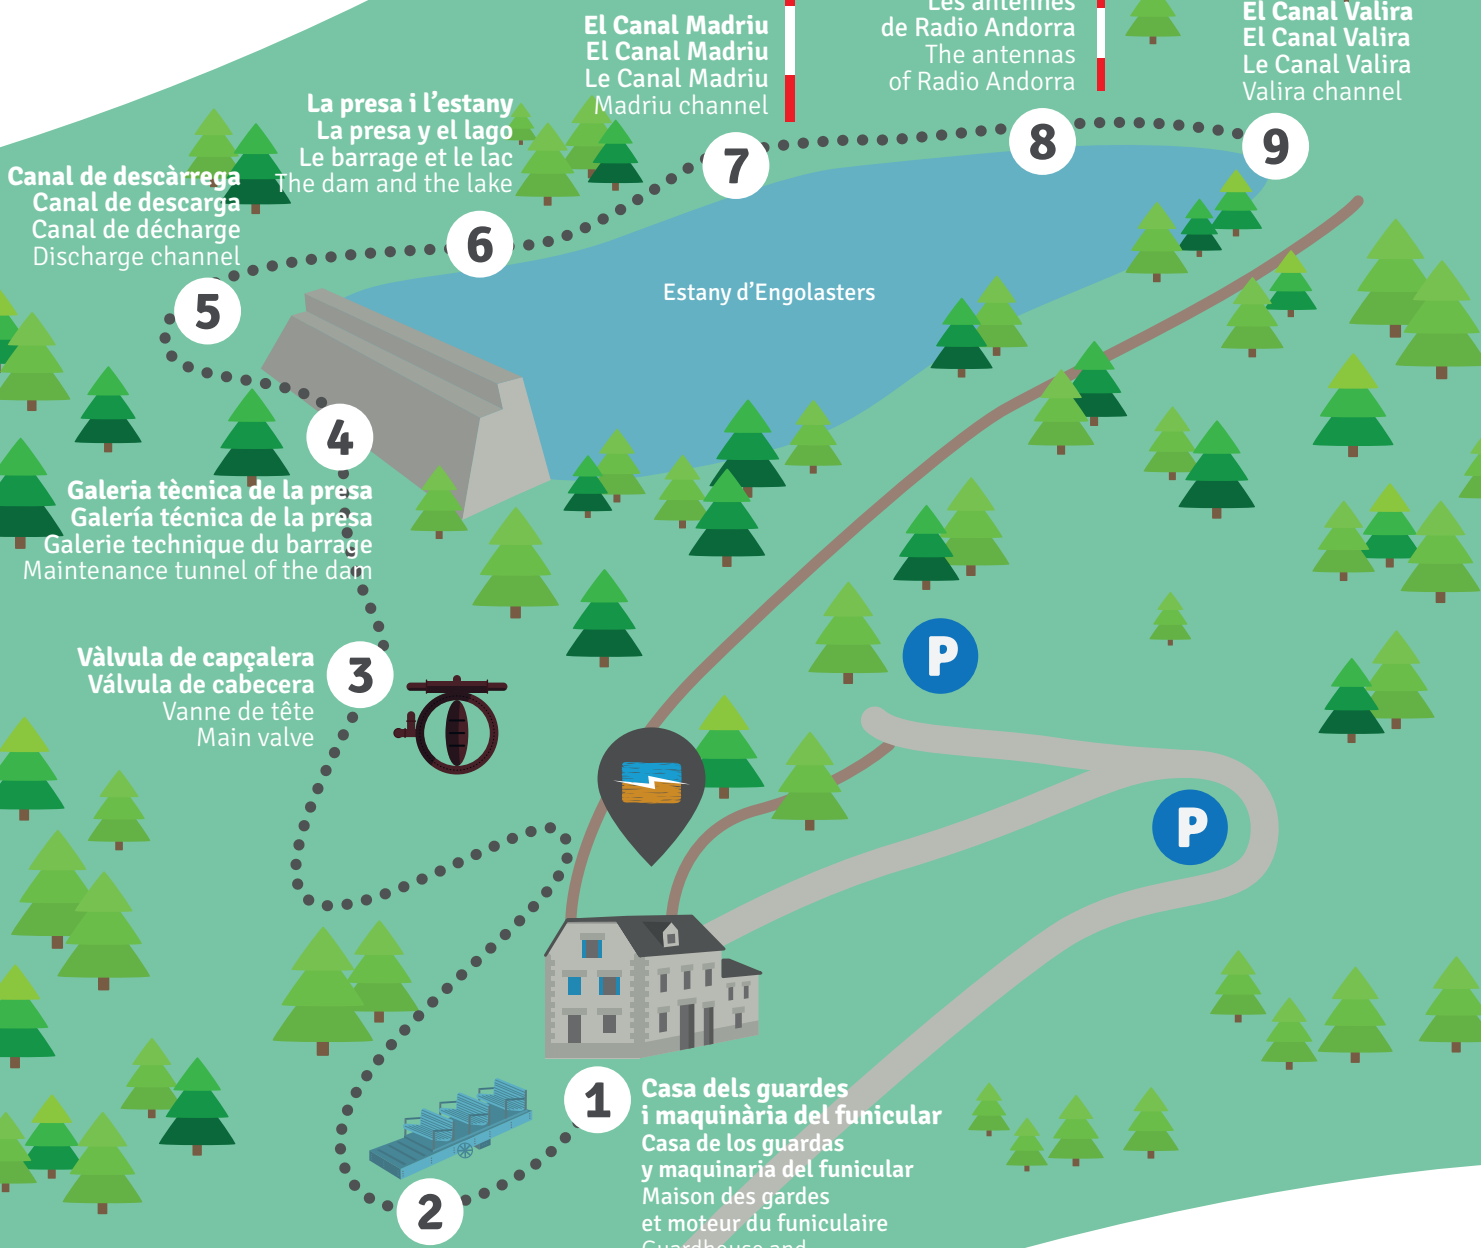 El Canal Madriu
El Canal Madriu
Le Canal Madriu
Madriu channel
Les antennes
de Radio Andorra
The antennas
of Radio Andorra
El Canal Valira
El Canal Valira
Le Canal Valira
Valira channel
La presa i l’estany
La presa y el lago
Le barrage et le lac
The dam and the lake
Canal de descàrrega
Canal de descarga
Canal de décharge
Discharge channel
7
8
9
6
5
Estany d’Engolasters
4
Galeria tècnica de la presa
Galería técnica de la presa
Galerie technique du barrage
Maintenance tunnel of the dam
Vàlvula de capçalera
Válvula de cabecera
Vanne de tête
Main valve
3
P
P
1
Casa dels guardes
i maquinària del funicular
Casa de los guardas
y maquinaria del funicular
Maison des gardes
et moteur du funiculaire
Guardhouse and
2